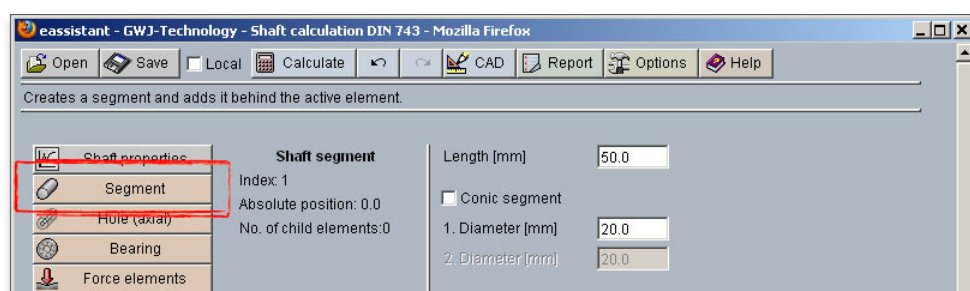 eassistant - GWJ-Technology - Shaft calculation DIN 743 - Mozilla Firefox
Open Save Local Calculate CAD Report Options Help
Creates a segment and adds it behind the active element.
Shaft properties
Segment
Hole (axial)
Bearing
Force elements
Shaft segment
Index: 1
Absolute position: 0.0
No. of child elements:0
Length [mm] 50.0
Conic segment
1. Diameter [mm] 20.0
2. Diameter [mm] 20.0